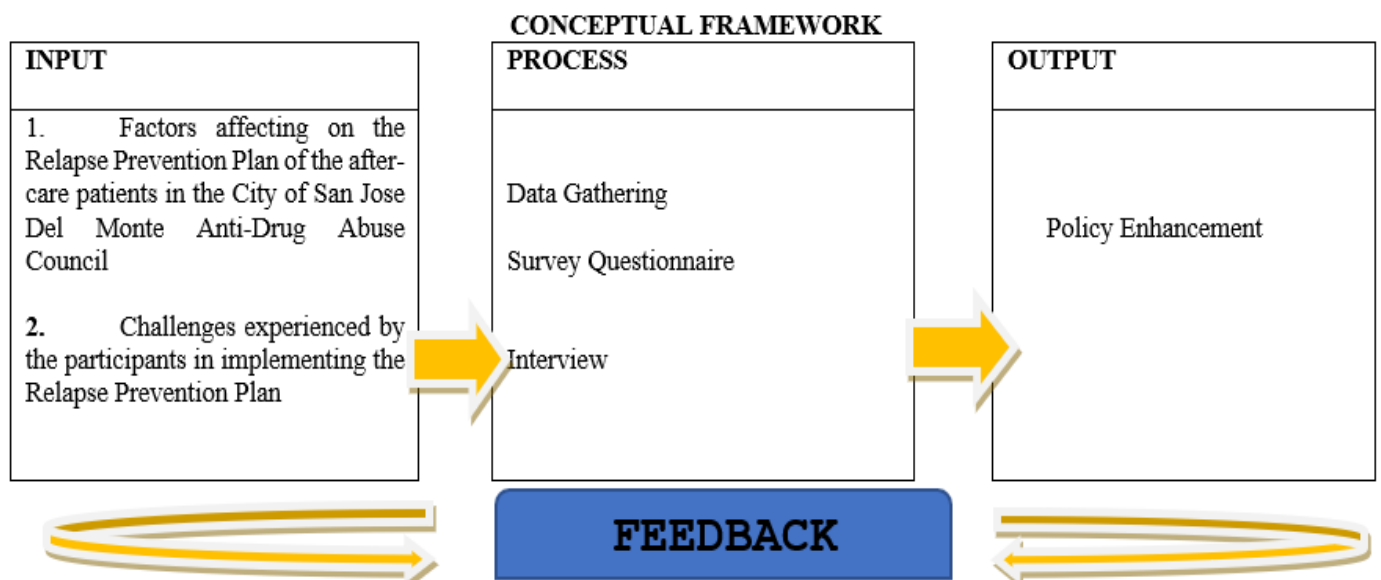 CONCEPTUAL FRAMEWORK
INPUT
1. Factors affecting on the
Relapse Prevention Plan of the after-
care patients in the City of San Jose
Del Monte Anti-Drug Abuse
Council
2. Challenges experienced by
the participants in implementing the
Relapse Prevention Plan
PROCESS
Data Gathering
Survey Questionnaire
Interview
OUTPUT
Policy Enhancement
FEEDBACK